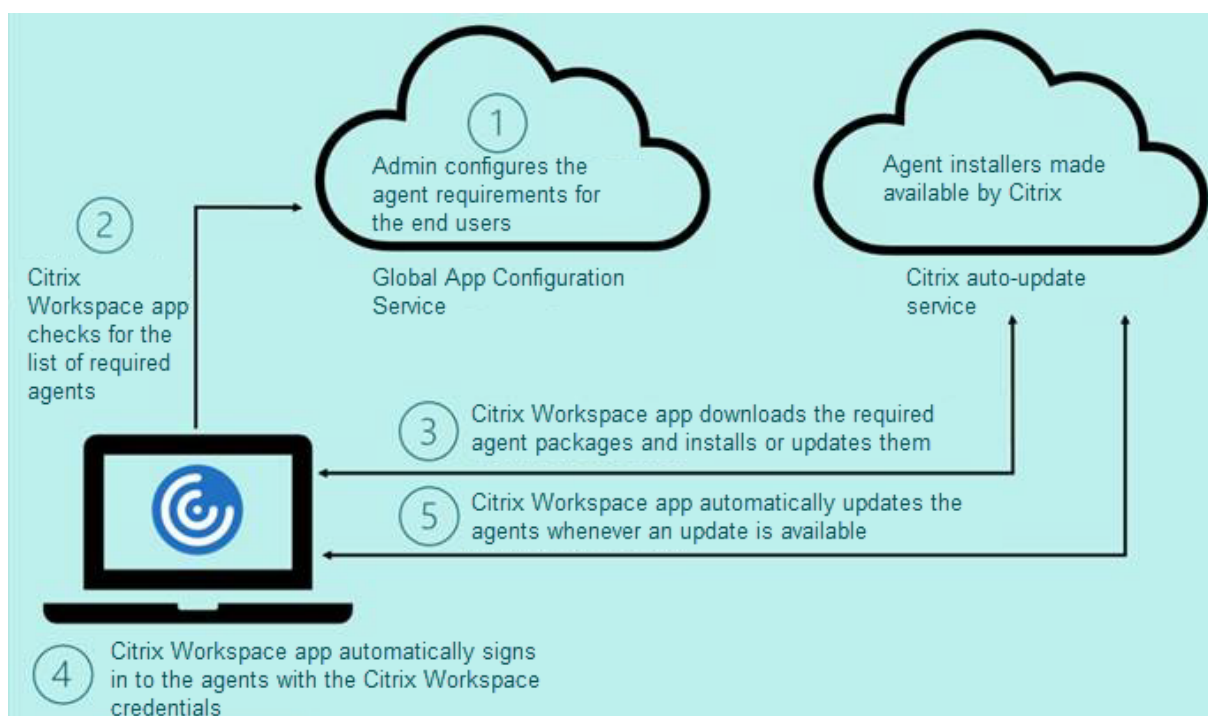 1
Admin configures the
agent requirements for
the end users
Global App Configuration
Service
Agent installers made
available by Citrix
Citrix auto-update
service
2
Citrix
Workspace app
checks for the
list of required
agents
3
Citrix Workspace app downloads the required
agent packages and installs or updates them
5
Citrix Workspace app automatically updates the
agents whenever an update is available
4
Citrix Workspace app automatically signs
in to the agents with the Citrix Workspace
credentials